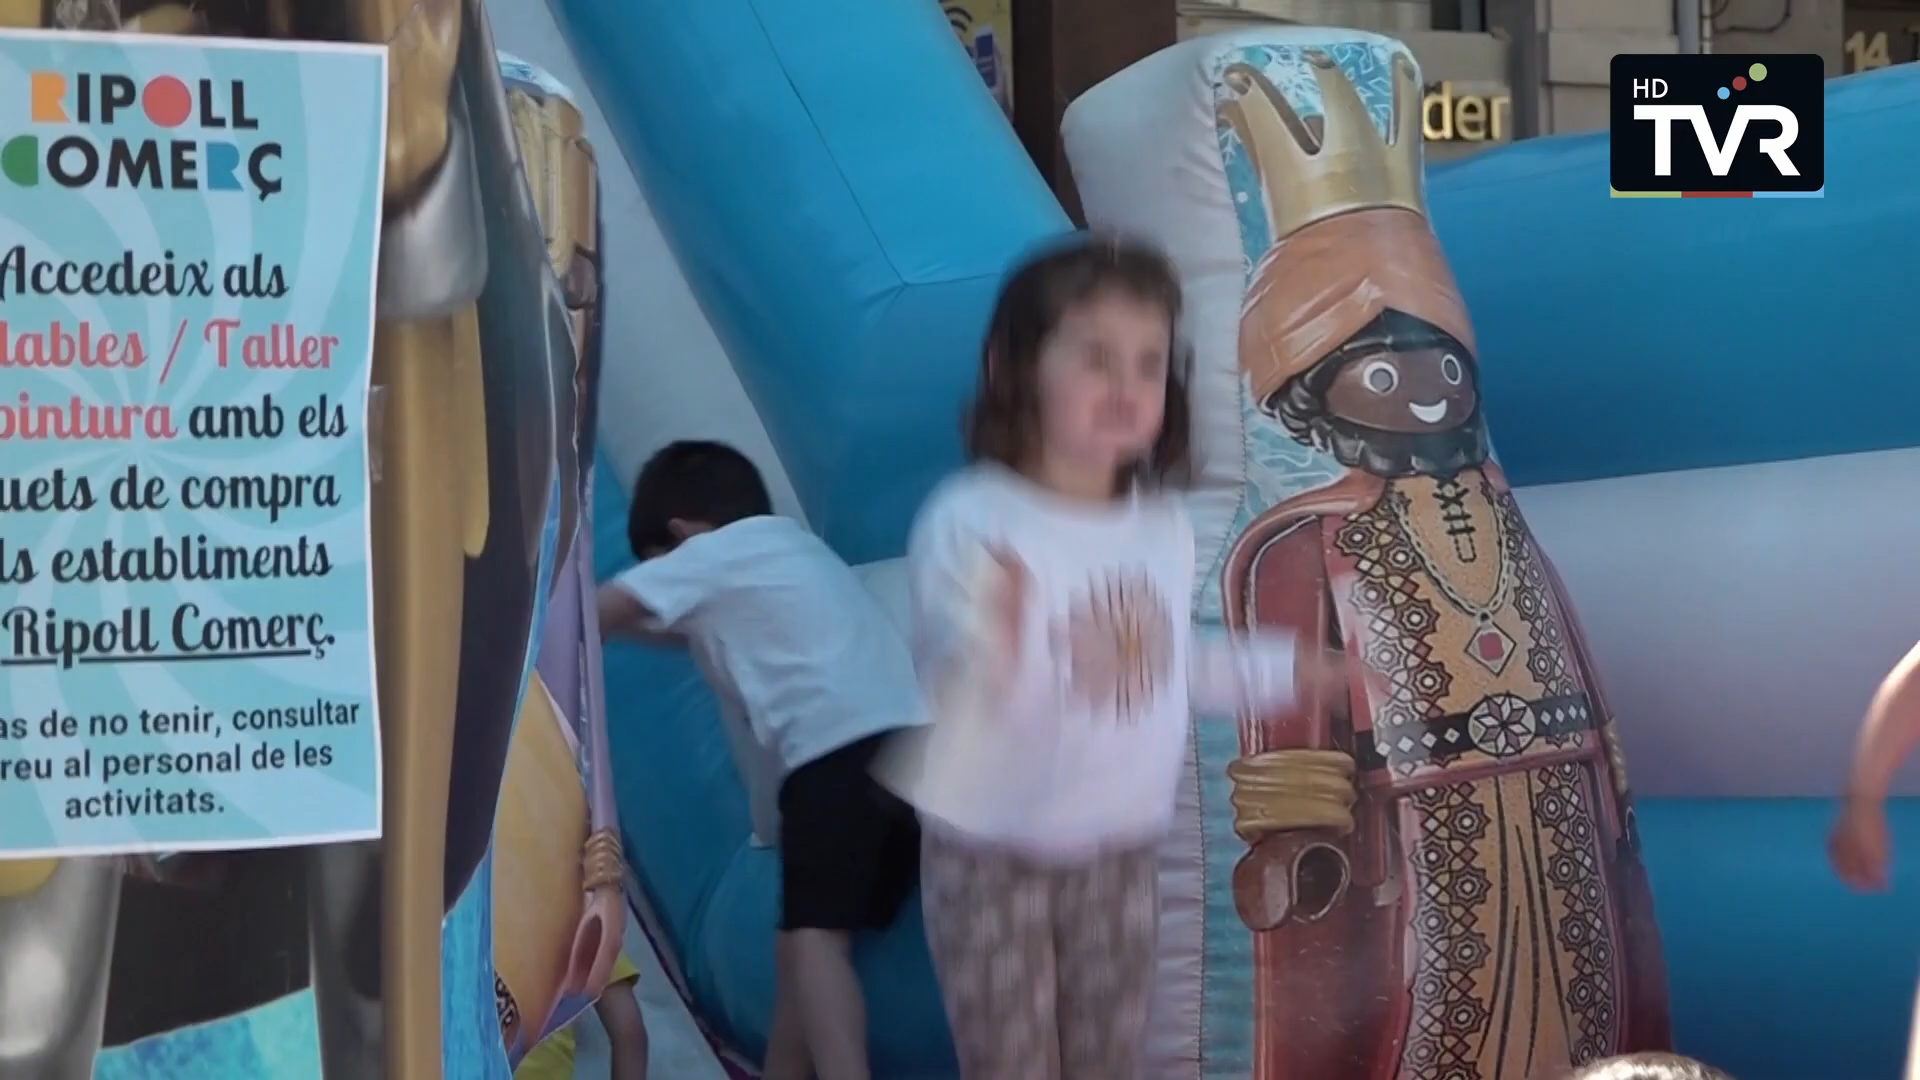 RIPOLL
COMERÇ
Accedeix als
lables / Taller
pintura amb els
uets de compra
ls establiments
Ripoll Comerç.
as de no tenir, consultar
reu al personal de les
activitats.
der
14
HD
TVR